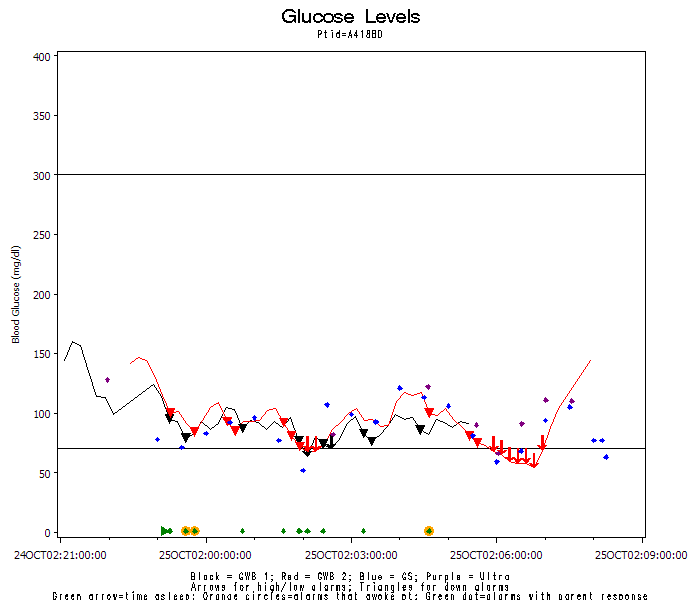 Glucose Levels
Ptid=A418BD
400
350
300
250
200
150
100
50
0
Blood Glucose (mg/dl)
24OCT02:21:00:00
25OCT02:00:00:00
25OCT02:03:00:00
25OCT02:06:00:00
25OCT02:09:00:00
Black = GWB 1; Red = GWB 2; Blue = GS; Purple = Ultra
Arrows for high/low alarms; Triangles for down alarms
Green arrow=time asleep; Orange circles=alarms that awoke pt; Green dot=alarms with parent response